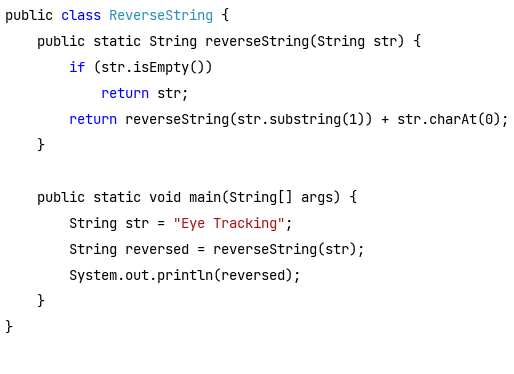 public class ReverseString {
    public static String reverseString(String str) {
        if (str.isEmpty())
            return str;
        return reverseString(str.substring(1)) + str.charAt(0);
    }

    public static void main(String[] args) {
        String str = "Eye Tracking";
        String reversed = reverseString(str);
        System.out.println(reversed);
    }
}